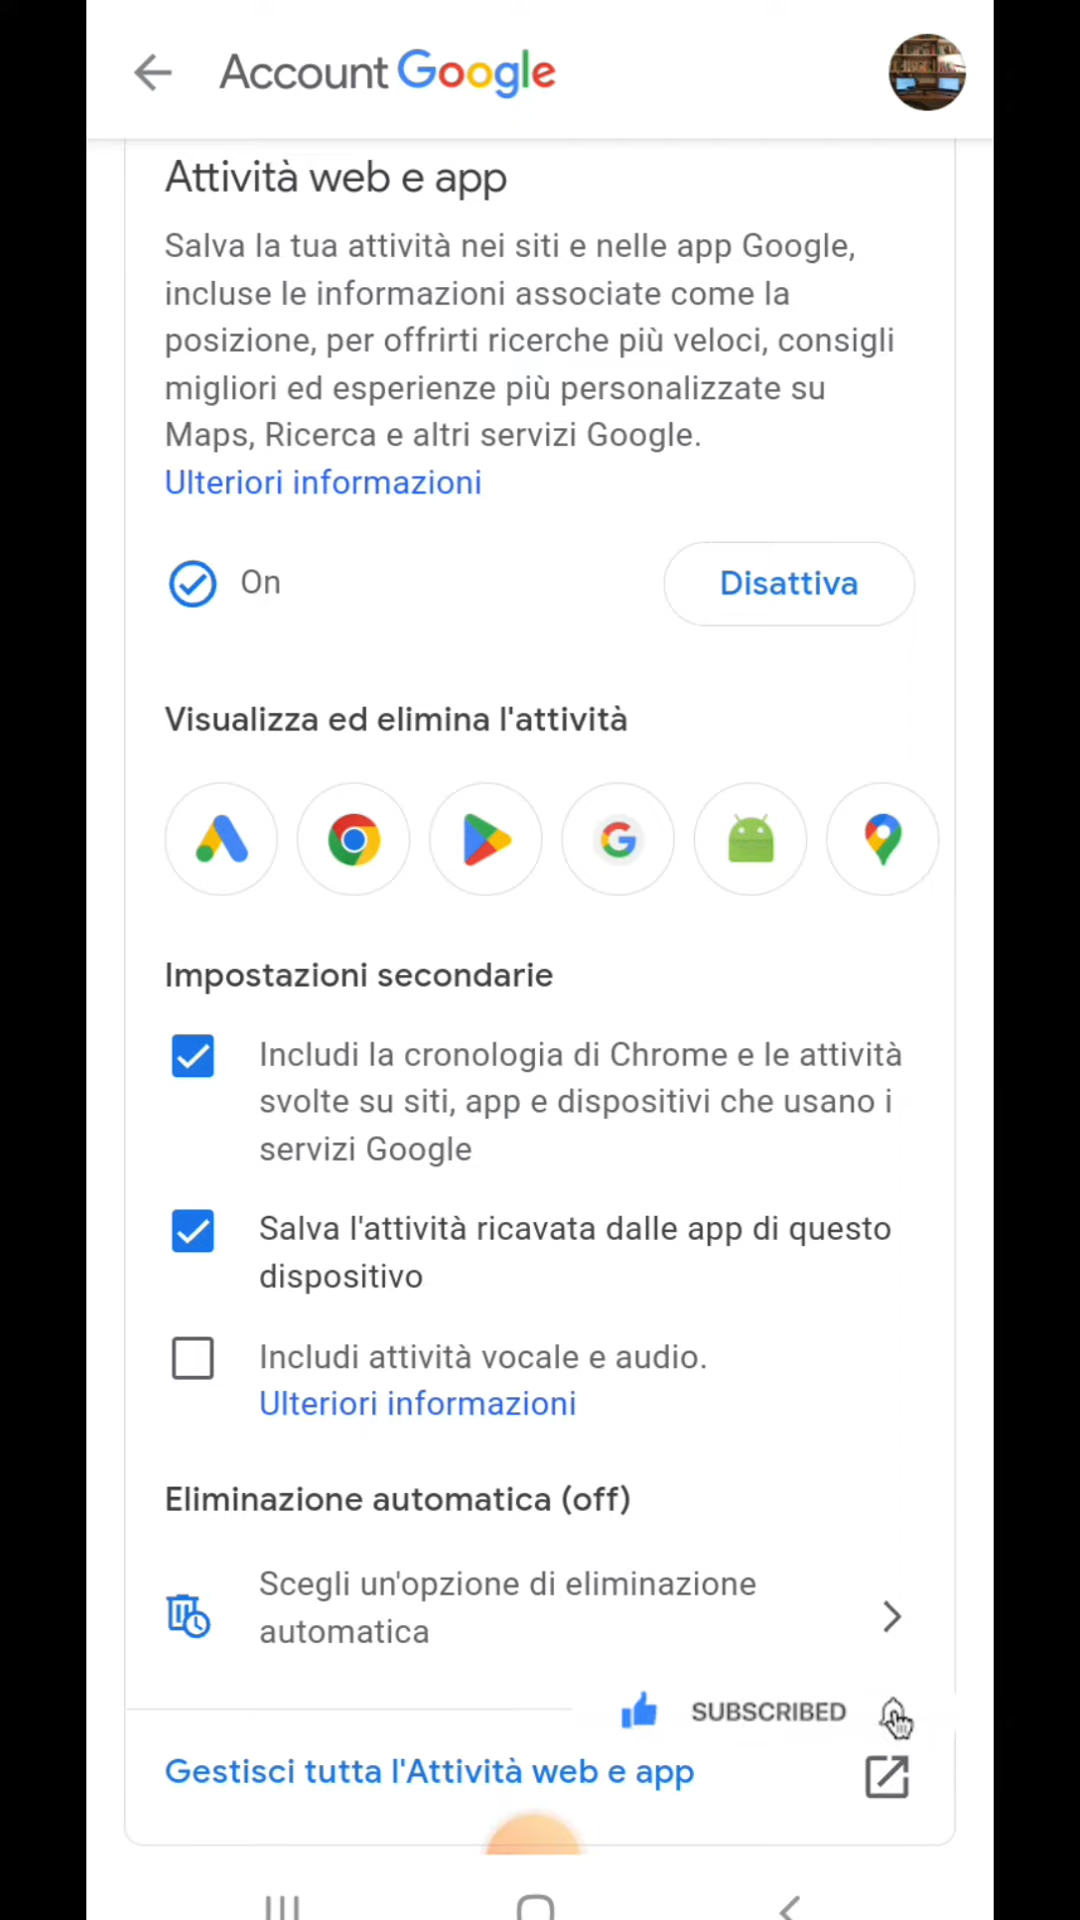 Account Google
Attività web e app
Salva la tua attività nei siti e nelle app Google,
incluse le informazioni associate come la
posizione, per offrirti ricerche più veloci, consigli
migliori ed esperienze più personalizzate su
Maps, Ricerca e altri servizi Google.
Ulteriori informazioni
On
Disattiva
Visualizza ed elimina l'attività
Impostazioni secondarie
Includi la cronologia di Chrome e le attività
svolte su siti, app e dispositivi che usano i
servizi Google
Salva l'attività ricavata dalle app di questo
dispositivo
Includi attività vocale e audio.
Ulteriori informazioni
Eliminazione automatica (off)
Scegli un'opzione di eliminazione
automatica
SUBSCRIBED
Gestisci tutta l'Attività web e app